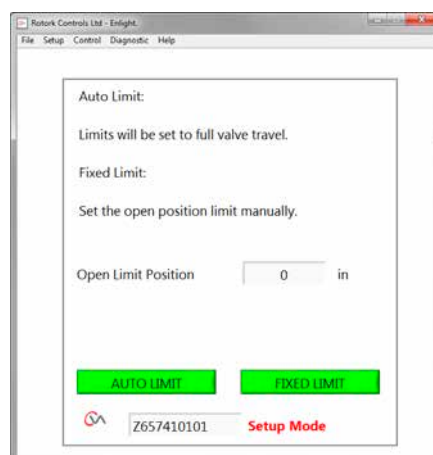 Rotork Controls Ltd - Enlight.
File Setup Control Diagnostic Help
Auto Limit:
Limits will be set to full valve travel.
Fixed Limit:
Set the open position limit manually.
Open Limit Position 0 in
AUTO LIMIT FIXED LIMIT
Z657410101 Setup Mode